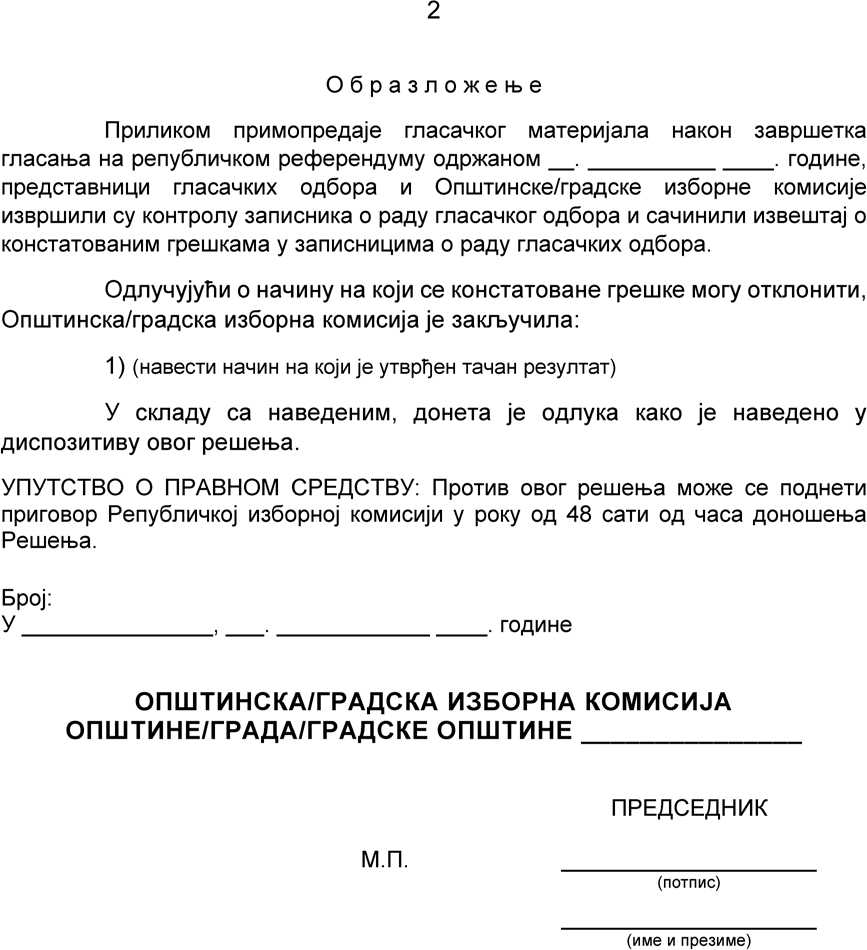 2
О б р а з л о ж е њ е
Приликом примопредаје гласачког материјала након завршетка
гласања на републичком референдуму одржаном __. __________ ____. године,
представници гласачких одбора и Општинске/градске изборне комисије
извршили су контролу записника о раду гласачког одбора и сачинили извештај о
констатованим грешкама у записницима о раду гласачких одбора.
Одлучујући о начину на који се констатоване грешке могу отклонити,
Општинска/градска изборна комисија је закључила:
1) (навести начин на који је утврђен тачан резултат)
У складу са наведеним, донета је одлука како је наведено у
диспозитиву овог решења.
УПУТСТВО О ПРАВНОМ СРЕДСТВУ: Против овог решења може се поднети
приговор Републичкој изборној комисији у року од 48 сати од часа доношења
Решења.
Број:
У _______________, ___. ____________ ____. године
ОПШТИНСКА/ГРАДСКА ИЗБОРНА КОМИСИЈА
ОПШТИНЕ/ГРАДА/ГРАДСКЕ ОПШТИНЕ _______________
ПРЕДСЕДНИК
М.П. ____________________
(потпис)
____________________
(име и презиме)